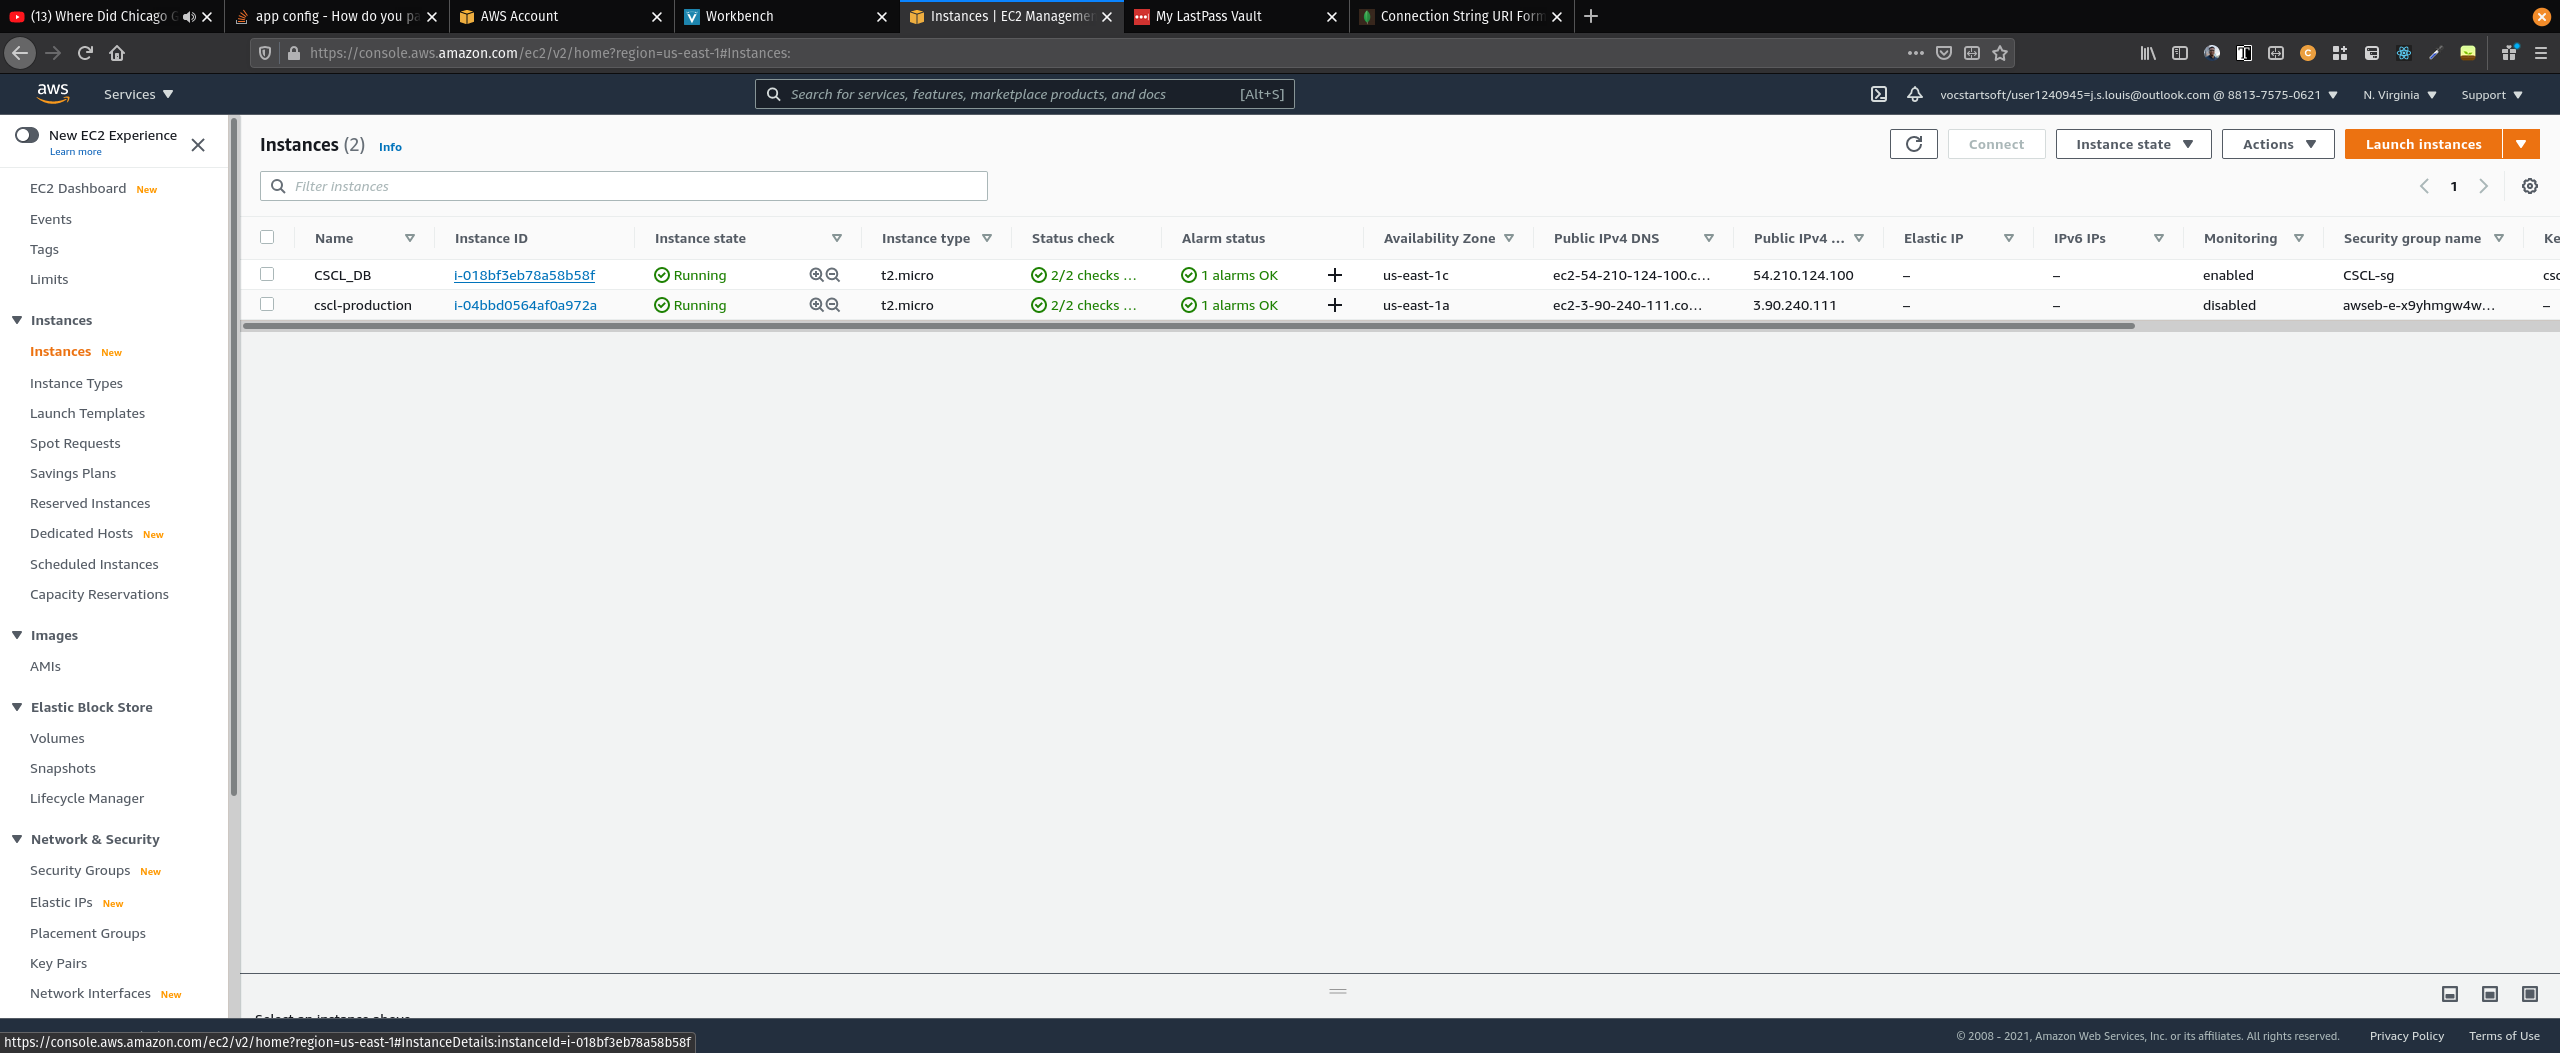 (13) Where Did Chicago G
app config - How do you pa
AWS Account
Workbench
Instances | EC2 Managemen
My LastPass Vault
Connection String URI Form
https://console.aws.amazon.com/ec2/v2/home?region=us-east-1#Instances:
aws
Services
Search for services, features, marketplace products, and docs [Alt+S]
vocstartsoft/user1240945=j.s.louis@outlook.com @ 8813-7575-0621
N. Virginia
Support
New EC2 Experience
Learn more
EC2 Dashboard New
Events
Tags
Limits
Instances
Instances New
Instance Types
Launch Templates
Spot Requests
Savings Plans
Reserved Instances
Dedicated Hosts New
Scheduled Instances
Capacity Reservations
Images
AMIs
Elastic Block Store
Volumes
Snapshots
Lifecycle Manager
Network & Security
Security Groups New
Elastic IPs New
Placement Groups
Key Pairs
Network Interfaces New
Instances (2) Info
Connect
Instance state
Actions
Launch instances
Filter instances
1
Name Instance ID Instance state Instance type Status check Alarm status Availability Zone Public IPv4 DNS Public IPv4 ... Elastic IP IPv6 IPs Monitoring Security group name Ke
CSCL_DB i-018bf3eb78a58b58f Running t2.micro 2/2 checks ... 1 alarms OK + us-east-1c ec2-54-210-124-100.c... 54.210.124.100 – – enabled CSCL-sg csc
cscl-production i-04bbd0564af0a972a Running t2.micro 2/2 checks ... 1 alarms OK + us-east-1a ec2-3-90-240-111.co... 3.90.240.111 – – disabled awseb-e-x9yhmgw4w... –
Select an instance above
https://console.aws.amazon.com/ec2/v2/home?region=us-east-1#InstanceDetails:instanceId=i-018bf3eb78a58b58f
© 2008 - 2021, Amazon Web Services, Inc. or its affiliates. All rights reserved.
Privacy Policy
Terms of Use